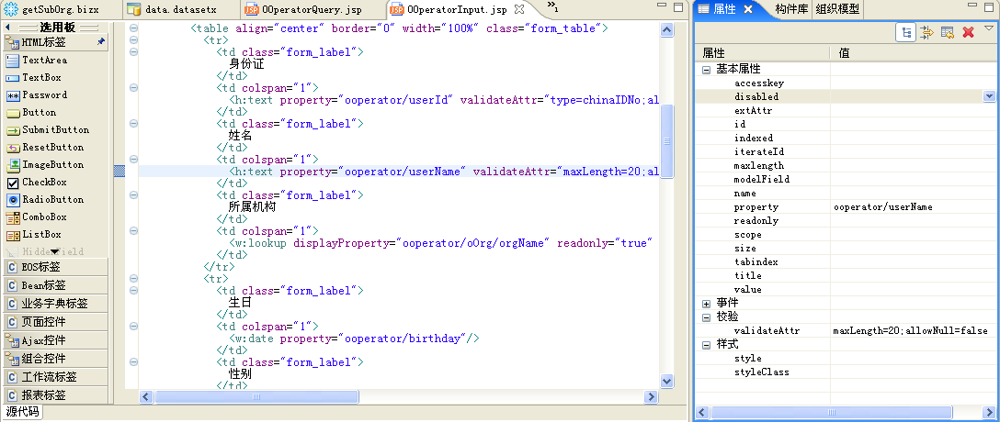 getSubOrg.bizx data.datasetx OOperatorQuery.jsp OOperatorInput.jsp »1
选用板
HTML标签
TextArea
TextBox
Password
Button
SubmitButton
ResetButton
ImageButton
CheckBox
RadioButton
ComboBox
ListBox
HiddenField
EOS标签
Bean标签
业务字典标签
页面控件
Ajax控件
组合控件
工作流标签
报表标签
源代码
<table align="center" border="0" width="100%" class="form_table">
<tr>
<td class="form_label">
身份证
</td>
<td colspan="1">
<h:text property="ooperator/userId" validateAttr="type=chinaIDNo;al
</td>
<td class="form_label">
姓名
</td>
<td colspan="1">
<h:text property="ooperator/userName" validateAttr="maxLength=20;al
</td>
<td class="form_label">
所属机构
</td>
<td colspan="1">
<w:lookup displayProperty="ooperator/oOrg/orgName" readonly="true"
</td>
</tr>
<tr>
<td class="form_label">
生日
</td>
<td colspan="1">
<w:date property="ooperator/birthday"/>
</td>
<td class="form_label">
性别
</td>
属性 构件库 组织模型
属性 值
基本属性
accesskey
disabled
extAttr
id
indexed
iterateId
maxlength
modelField
name
property ooperator/userName
readonly
scope
size
tabindex
title
value
事件
校验
validateAttr maxLength=20;allowNull=false
样式
style
styleClass